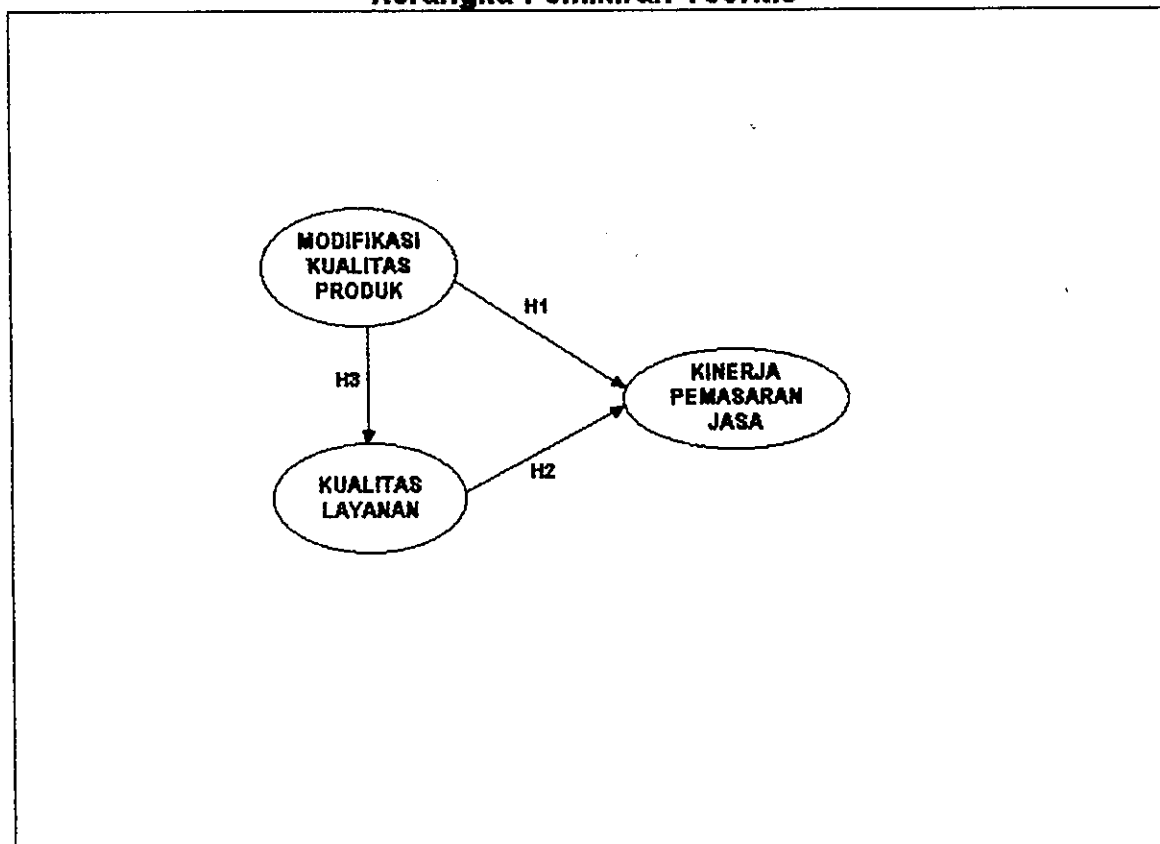 MODIFIKASI
KUALITAS
PRODUK
H1
H3
KINERJA
PEMASARAN
JASA
H2
KUALITAS
LAYANAN